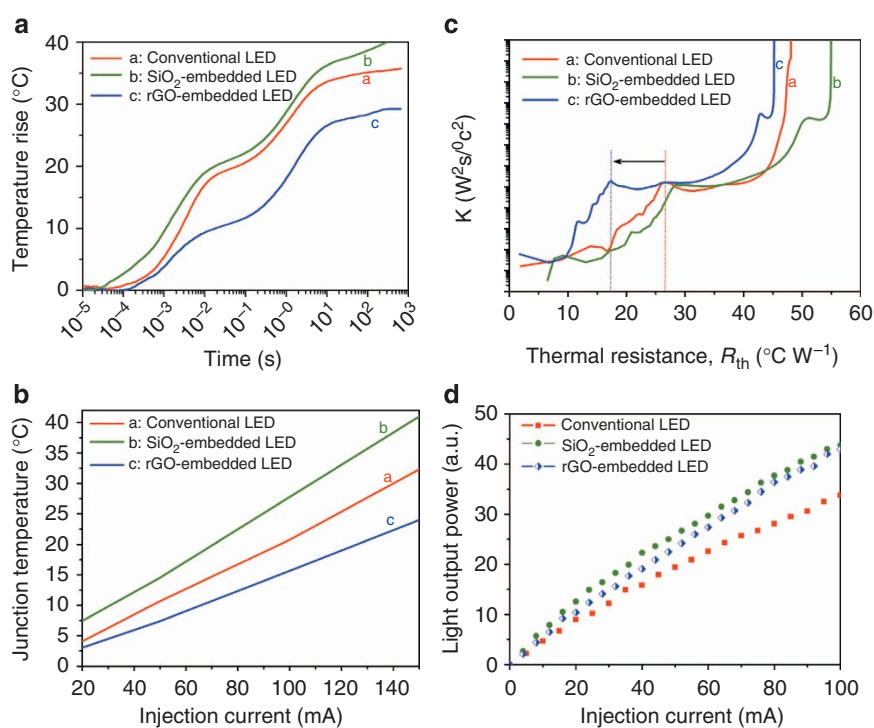 a
40
30
20
10
0
Temperature rise (°C)
a: Conventional LED
b: SiO₂-embedded LED
c: rGO-embedded LED
b
a
c
10⁻⁵ 10⁻⁴ 10⁻³ 10⁻² 10⁻¹ 10⁻⁰ 10¹ 10² 10³
Time (s)
c
K (W²s/⁰c²)
a: Conventional LED
b: SiO₂-embedded LED
c: rGO-embedded LED
c
a
b
0 10 20 30 40 50 60
Thermal resistance, Rth (°C W⁻¹)
b
40
35
30
25
20
15
10
5
0
Junction temperature (°C)
a: Conventional LED
b: SiO₂-embedded LED
c: rGO-embedded LED
b
a
c
20 40 60 80 100 120 140
Injection current (mA)
d
50
40
30
20
10
0
Light output power (a.u.)
Conventional LED
SiO₂-embedded LED
rGO-embedded LED
0 20 40 60 80 100
Injection current (mA)